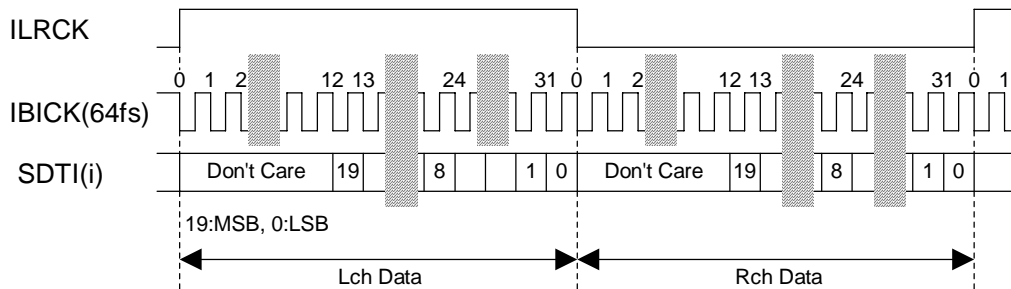 ILRCK
0 1 2 12 13 24 31 0 1 2 12 13 24 31 0 1
IBICK(64fs)
SDTI(i) Don't Care 19 8 1 0 Don't Care 19 8 1 0
19:MSB, 0:LSB
Lch Data Rch Data